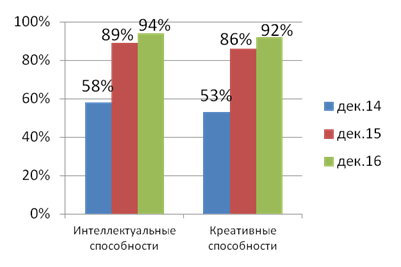 100%
80%
60%
40%
20%
0%
58%
89%
94%
53%
86%
92%
Интеллектуальные
способности
Креативные
способности
дек.14
дек.15
дек.16